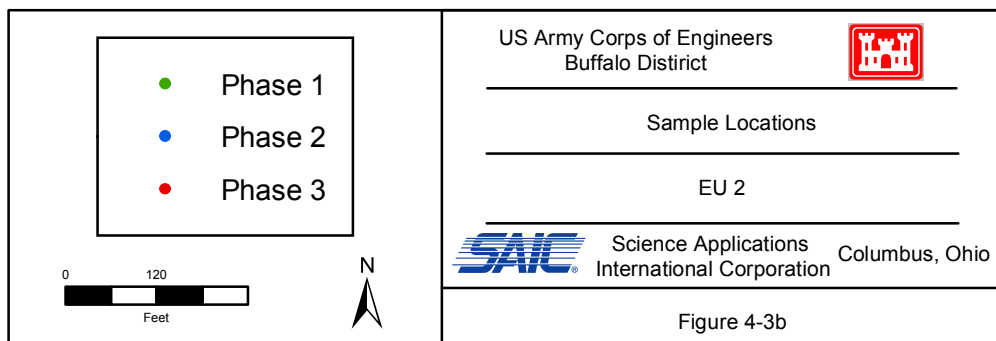 Phase 1
Phase 2
Phase 3
0 120
Feet
N
US Army Corps of Engineers
Buffalo Distirict
Sample Locations
EU 2
SAIC®
Science Applications
International Corporation
Columbus, Ohio
Figure 4-3b